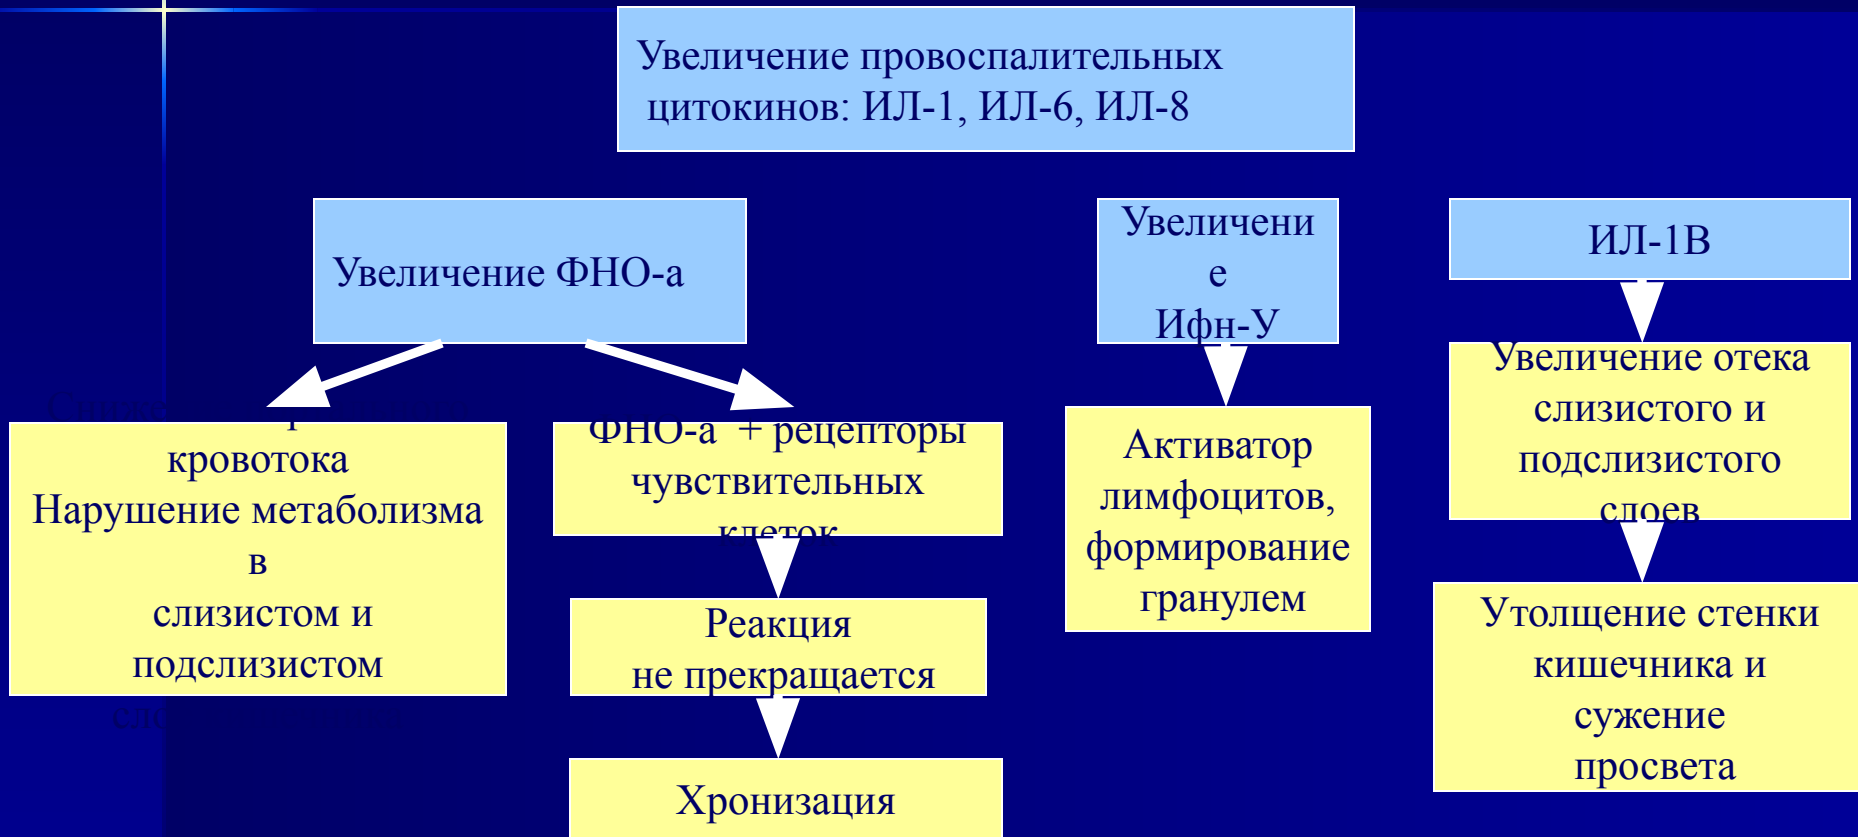 Увеличение провоспалительных
цитокинов: ИЛ-1, ИЛ-6, ИЛ-8
Увеличение ФНО-а
Увеличени
е
Ифн-У
ИЛ-1В
кровотока
Нарушение метаболизма
в
слизистом и
подслизистом
ФНО-а + рецепторы
чувствительных
клеток
Реакция
не прекращается
Хронизация
Активатор
лимфоцитов,
формирование
гранулем
Увеличение отека
слизистого и
подслизистого
слоев
Утолщение стенки
кишечника и
сужение
просвета